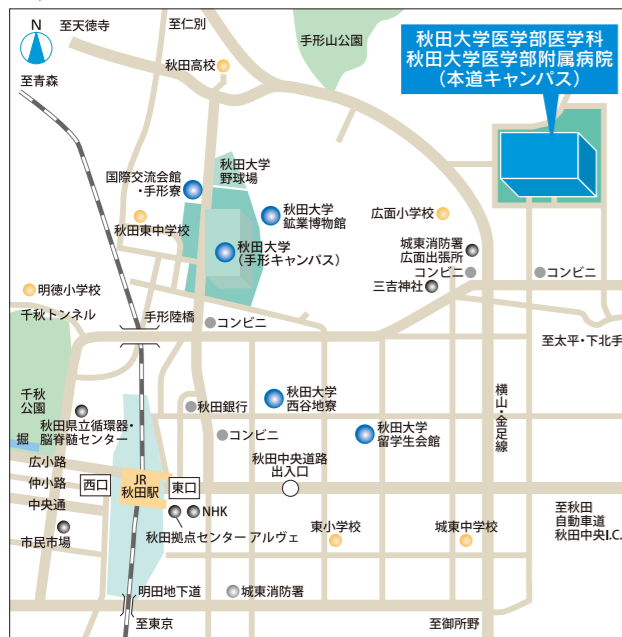 至天徳寺
至仁別
手形山公園
秋田大学医学部医学科
秋田大学医学部附属病院
（本道キャンパス）
N
秋田高校
至青森
秋田大学
野球場
国際交流会館
・手形寮
秋田大学
鉱業博物館
広面小学校
秋田東中学校
秋田大学
（手形キャンパス）
城東消防署
広面出張所
コンビニ
コンビニ
三吉神社
明徳小学校
千秋トンネル
手形陸橋
コンビニ
至太平・下北手
千秋
公園
秋田大学
西谷地寮
横山・金足線
秋田銀行
秋田県立循環器・
脳脊髄センター
コンビニ
秋田大学
留学生会館
堀
広小路
秋田中央道路
出入口
仲小路
西口
JR
秋田駅
東口
中央通
NHK
至秋田
自動車道
秋田中央I.C.
市民市場
秋田拠点センター アルヴェ
東小学校
城東中学校
明田地下道
城東消防署
至東京
至御所野